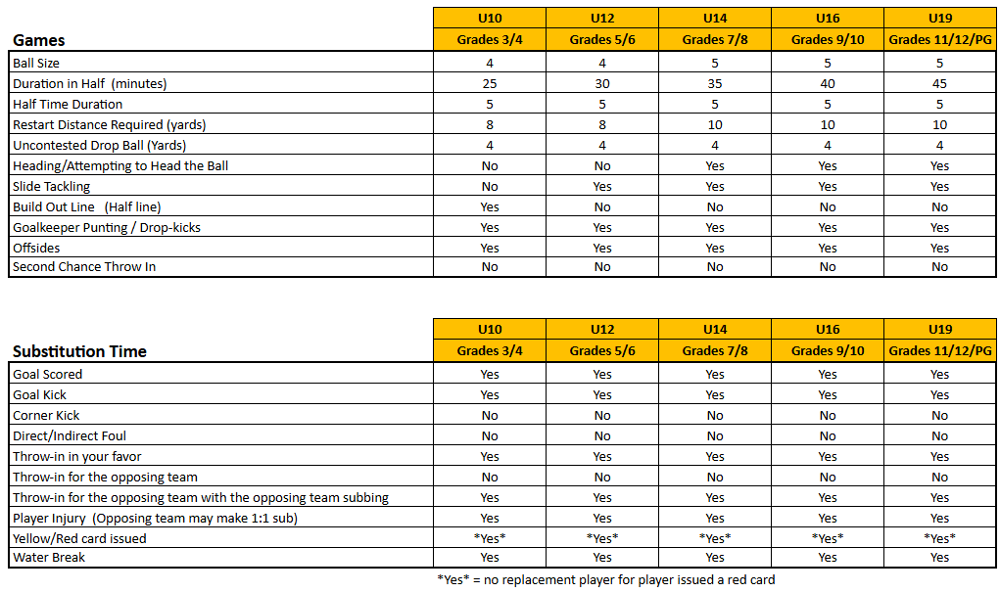 U10 U12 U14 U16 U19
Games Grades 3/4 Grades 5/6 Grades 7/8 Grades 9/10 Grades 11/12/PG
Ball Size 4 4 5 5 5
Duration in Half (minutes) 25 30 35 40 45
Half Time Duration 5 5 5 5 5
Restart Distance Required (yards) 8 8 10 10 10
Uncontested Drop Ball (Yards) 4 4 4 4 4
Heading/Attempting to Head the Ball No No Yes Yes Yes
Slide Tackling No Yes Yes Yes Yes
Build Out Line (Half line) Yes No No No No
Goalkeeper Punting / Drop-kicks Yes Yes Yes Yes Yes
Offsides Yes Yes Yes Yes Yes
Second Chance Throw In No No No No No
U10 U12 U14 U16 U19
Substitution Time Grades 3/4 Grades 5/6 Grades 7/8 Grades 9/10 Grades 11/12/PG
Goal Scored Yes Yes Yes Yes Yes
Goal Kick Yes Yes Yes Yes Yes
Corner Kick No No No No No
Direct/Indirect Foul No No No No No
Throw-in in your favor Yes Yes Yes Yes Yes
Throw-in for the opposing team No No No No No
Throw-in for the opposing team with the opposing team subbing Yes Yes Yes Yes Yes
Player Injury (Opposing team may make 1:1 sub) Yes Yes Yes Yes Yes
Yellow/Red card issued *Yes* *Yes* *Yes* *Yes* *Yes*
Water Break Yes Yes Yes Yes Yes
*Yes* = no replacement player for player issued a red card